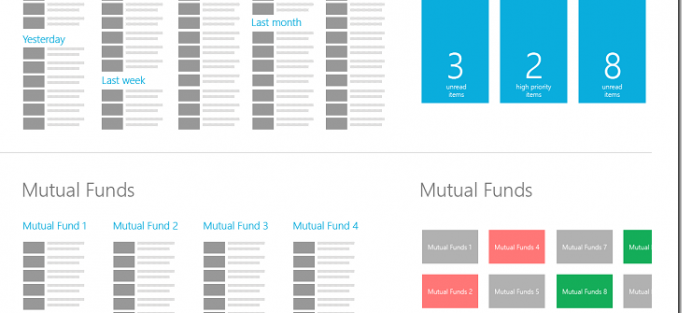 Last month
Yesterday
Last week
3
unread
items
2
high priority
items
8
unread
items
Mutual Funds
Mutual Fund 1
Mutual Fund 2
Mutual Fund 3
Mutual Fund 4
Mutual Funds
Mutual Funds 1
Mutual Funds 4
Mutual Funds 7
Mutual
Mutual Funds 2
Mutual Funds 5
Mutual Funds 8
Mutual